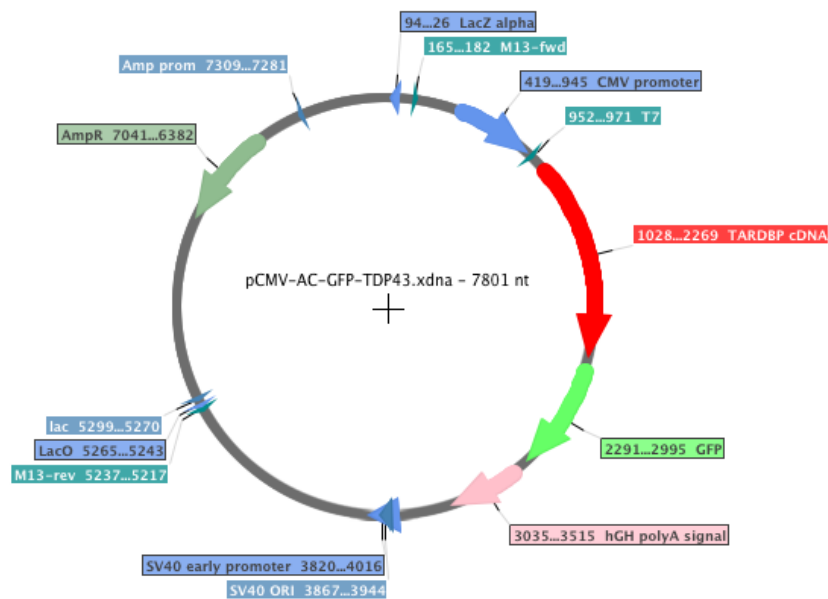 94...26 LacZ alpha
165...182 M13-fwd
Amp prom 7309...7281
419...945 CMV promoter
952...971 T7
AmpR 7041...6382
1028...2269 TARDBP cDNA
pCMV-AC-GFP-TDP43.xdna - 7801 nt
lac 5299...5270
LacO 5265...5243
M13-rev 5237...5217
2291...2995 GFP
3035...3515 hGH polyA signal
SV40 early promoter 3820...4016
SV40 ORI 3867...3944